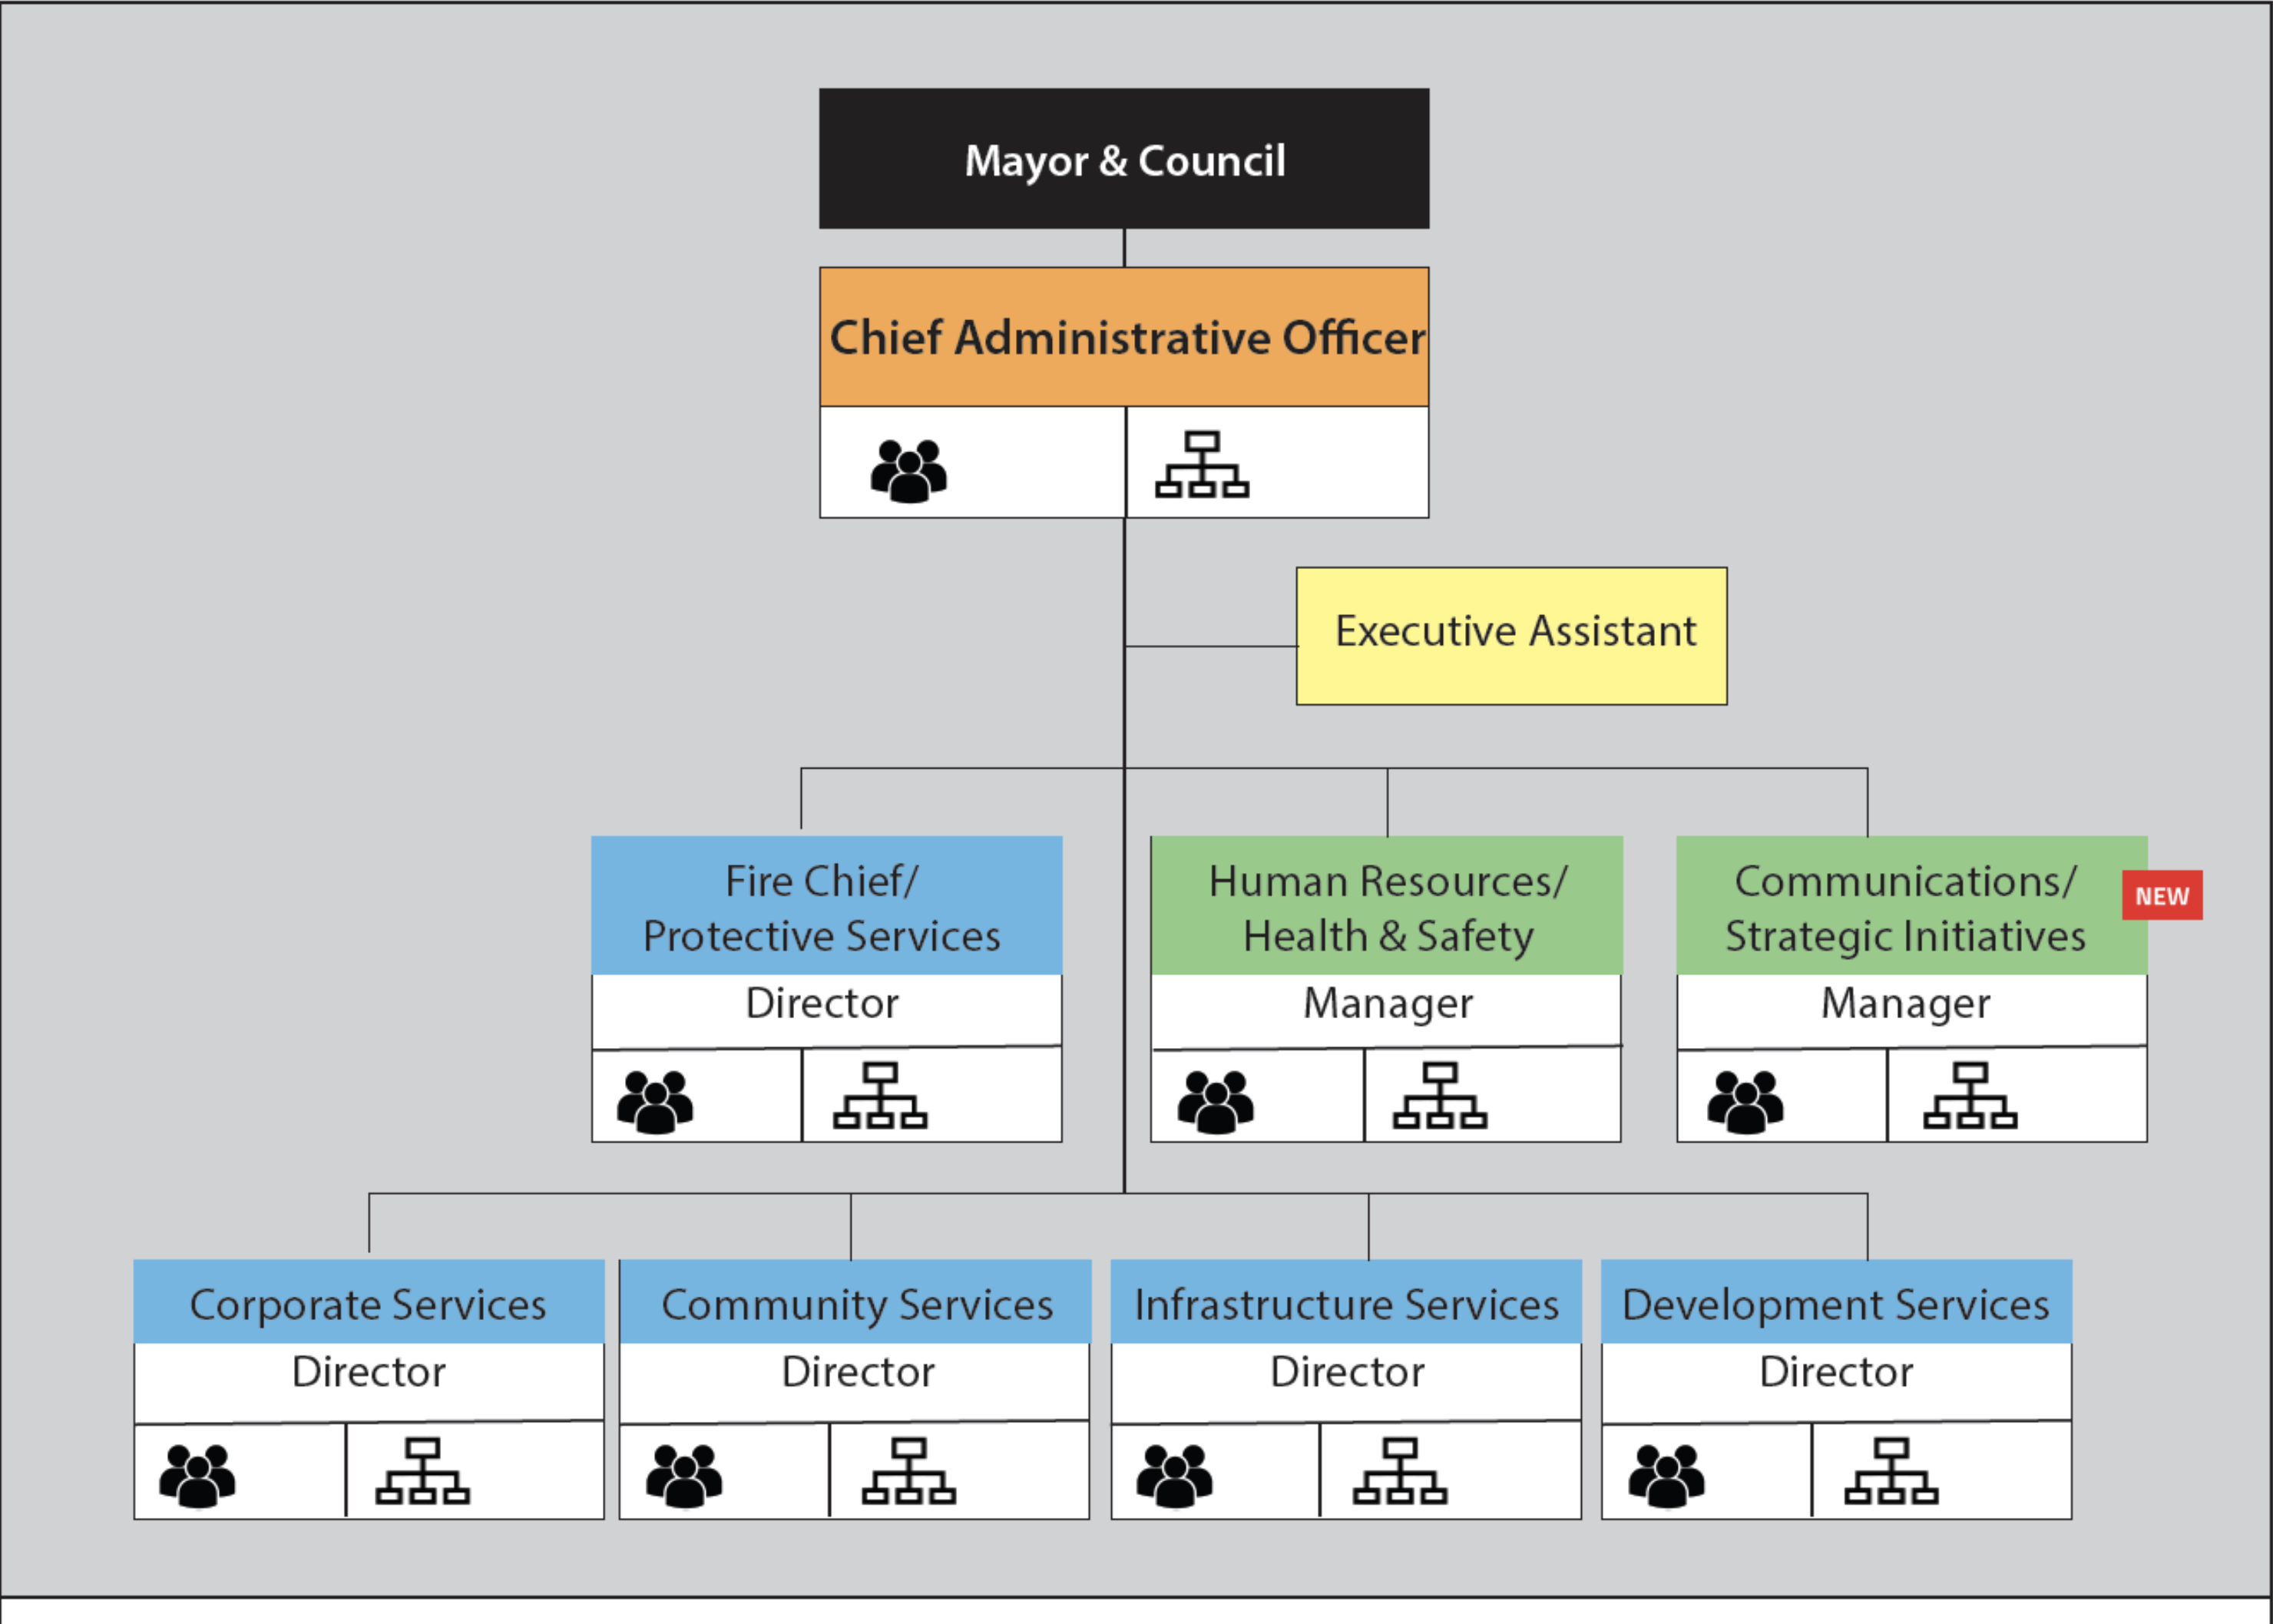 Mayor & Council
Chief Administrative Officer
Executive Assistant
Fire Chief/
Protective Services
Director
Human Resources/
Health & Safety
Manager
Communications/
Strategic Initiatives
NEW
Manager
Corporate Services
Director
Community Services
Director
Infrastructure Services
Director
Development Services
Director